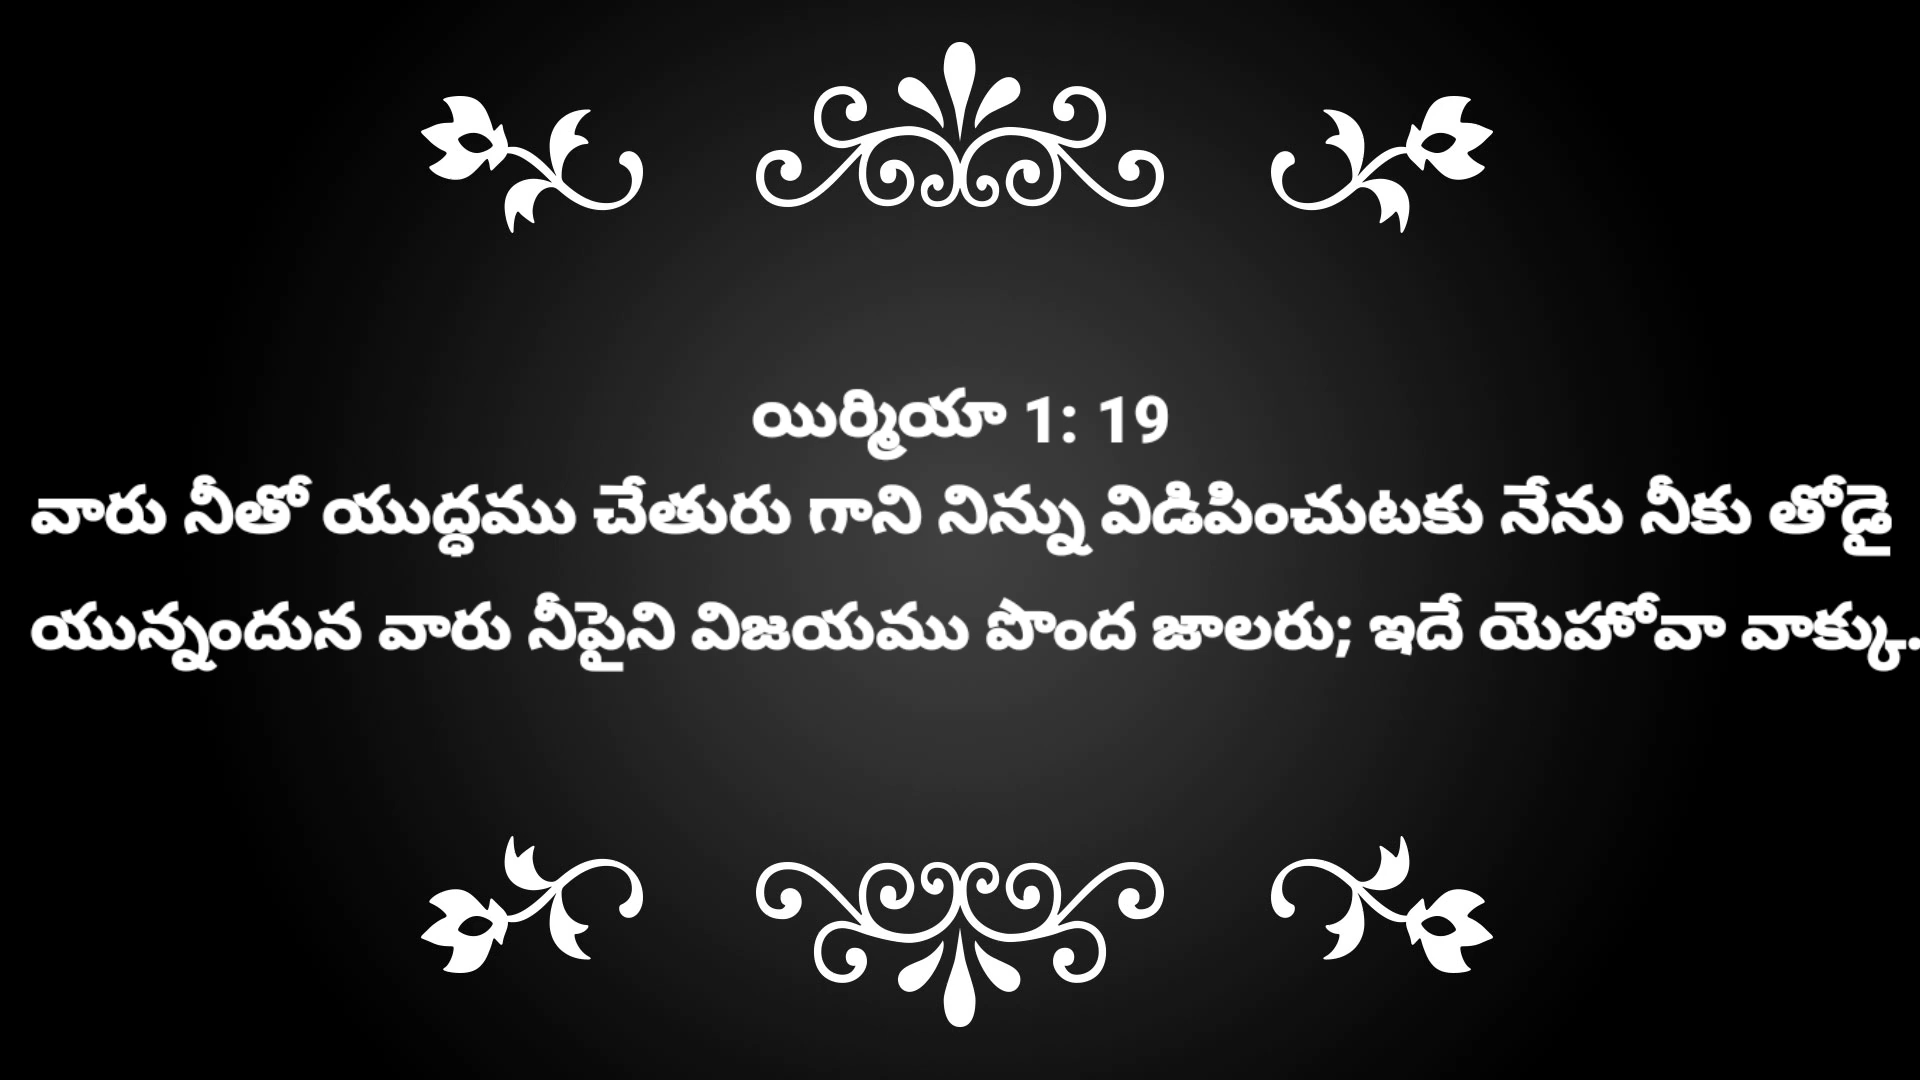 యిర్మియా 1: 19
వారు నీతో యుద్ధము చేతురు గాని నిన్ను విడిపించుటకు నేను నీకు తోడై
యున్నందున వారు నీపైని విజయము పొంద జాలరు; ఇదే యెహోవా వాక్కు.